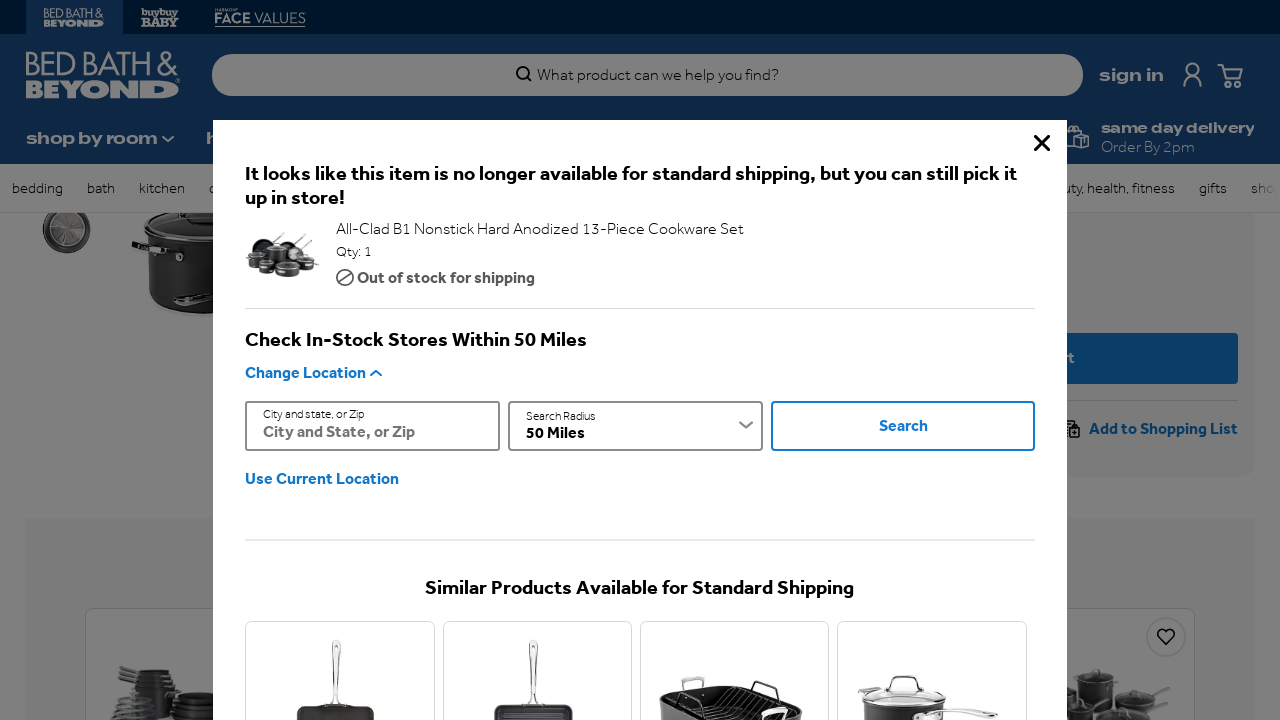 BED BATH &
BEYOND
buybuy
BABY
HARMON
FACE VALUES
BED BATH &
BEYOND
What product can we help you find?
sign in
shop by room
same day delivery
Order By 2pm
bedding
bath
kitchen
health, fitness
gifts
It looks like this item is no longer available for standard shipping, but you can still pick it
up in store!
All-Clad B1 Nonstick Hard Anodized 13-Piece Cookware Set
Qty: 1
Out of stock for shipping
Check In-Stock Stores Within 50 Miles
Change Location
City and state, or Zip
City and State, or Zip
Search Radius
50 Miles
Search
Add to Shopping List
Use Current Location
Similar Products Available for Standard Shipping